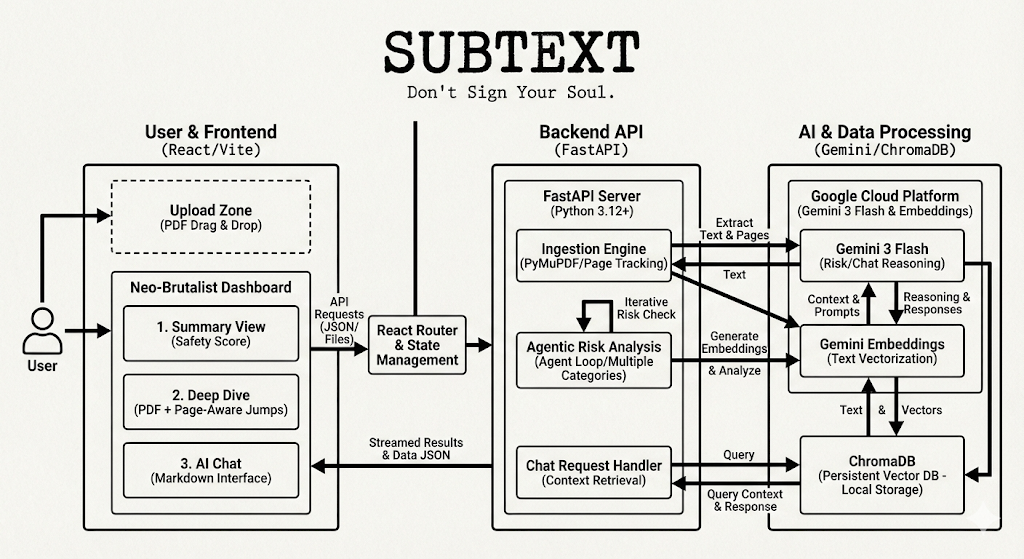 SUBTEXT
Don't Sign Your Soul.
User & Frontend
(React/Vite)
Upload Zone
(PDF Drag & Drop)
Neo-Brutalist Dashboard
1. Summary View
(Safety Score)
2. Deep Dive
(PDF + Page-Aware Jumps)
3. AI Chat
(Markdown Interface)
User
API
Requests
(JSON/
Files)
React Router
& State
Management
Streamed Results
& Data JSON
Backend API
(FastAPI)
FastAPI Server
(Python 3.12+)
Ingestion Engine
(PyMuPDF/Page Tracking)
Iterative
Risk Check
Agentic Risk Analysis
(Agent Loop/Multiple
Categories)
Chat Request Handler
(Context Retrieval)
Extract
Text & Pages
Text
Generate
Embeddings
& Analyze
Query
Query Context
& Response
AI & Data Processing
(Gemini/ChromaDB)
Google Cloud Platform
(Gemini 3 Flash & Embeddings)
Gemini 3 Flash
(Risk/Chat Reasoning)
Context &
Prompts
Reasoning &
Responses
Gemini Embeddings
(Text Vectorization)
Text & Vectors
ChromaDB
(Persistent Vector DB -
Local Storage)